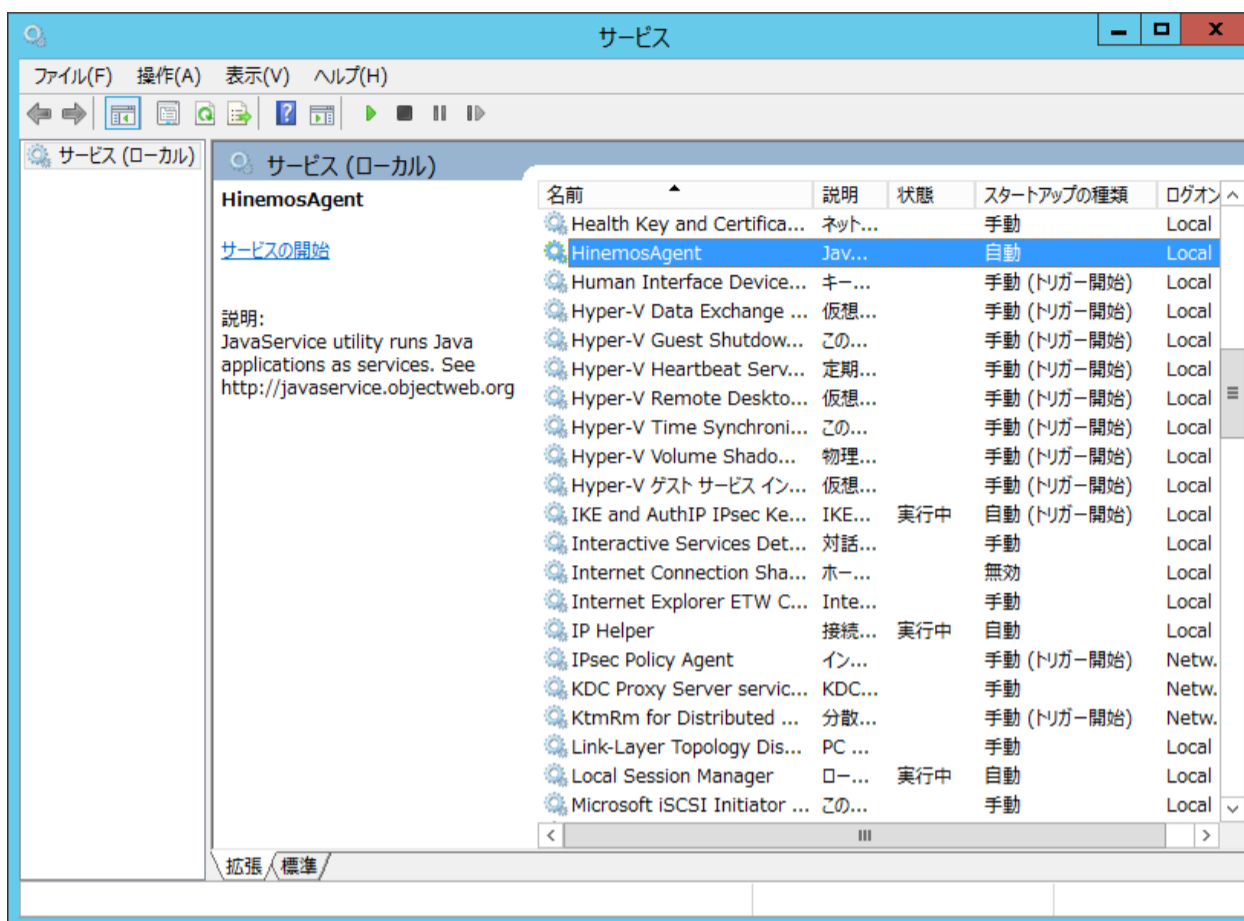 サービス
ファイル(F) 操作(A) 表示(V) ヘルプ(H)
サービス (ローカル)
サービス (ローカル)
HinemosAgent
サービスの開始
説明:
JavaService utility runs Java
applications as services. See
http://javaservice.objectweb.org
名前 説明 状態 スタートアップの種類 ログオン
Health Key and Certifica... ネット... 手動 Local
HinemosAgent Jav... 自動 Local
Human Interface Device... キー... 手動 (トリガー開始) Local
Hyper-V Data Exchange ... 仮想... 手動 (トリガー開始) Local
Hyper-V Guest Shutdow... この... 手動 (トリガー開始) Local
Hyper-V Heartbeat Serv... 定期... 手動 (トリガー開始) Local
Hyper-V Remote Deskto... 仮想... 手動 (トリガー開始) Local
Hyper-V Time Synchroni... この... 手動 (トリガー開始) Local
Hyper-V Volume Shado... 物理... 手動 (トリガー開始) Local
Hyper-V ゲスト サービス イン... 仮想... 手動 (トリガー開始) Local
IKE and AuthIP IPsec Ke... IKE... 実行中 自動 (トリガー開始) Local
Interactive Services Det... 対話... 手動 Local
Internet Connection Sha... ホー... 無効 Local
Internet Explorer ETW C... Inte... 手動 Local
IP Helper 接続... 実行中 自動 Local
IPsec Policy Agent イン... 手動 (トリガー開始) Netw.
KDC Proxy Server servic... KDC... 手動 Netw.
KtmRm for Distributed ... 分散... 手動 (トリガー開始) Netw.
Link-Layer Topology Dis... PC ... 手動 Local
Local Session Manager ロー... 実行中 自動 Local
Microsoft iSCSI Initiator ... この... 手動 Local
拡張 標準